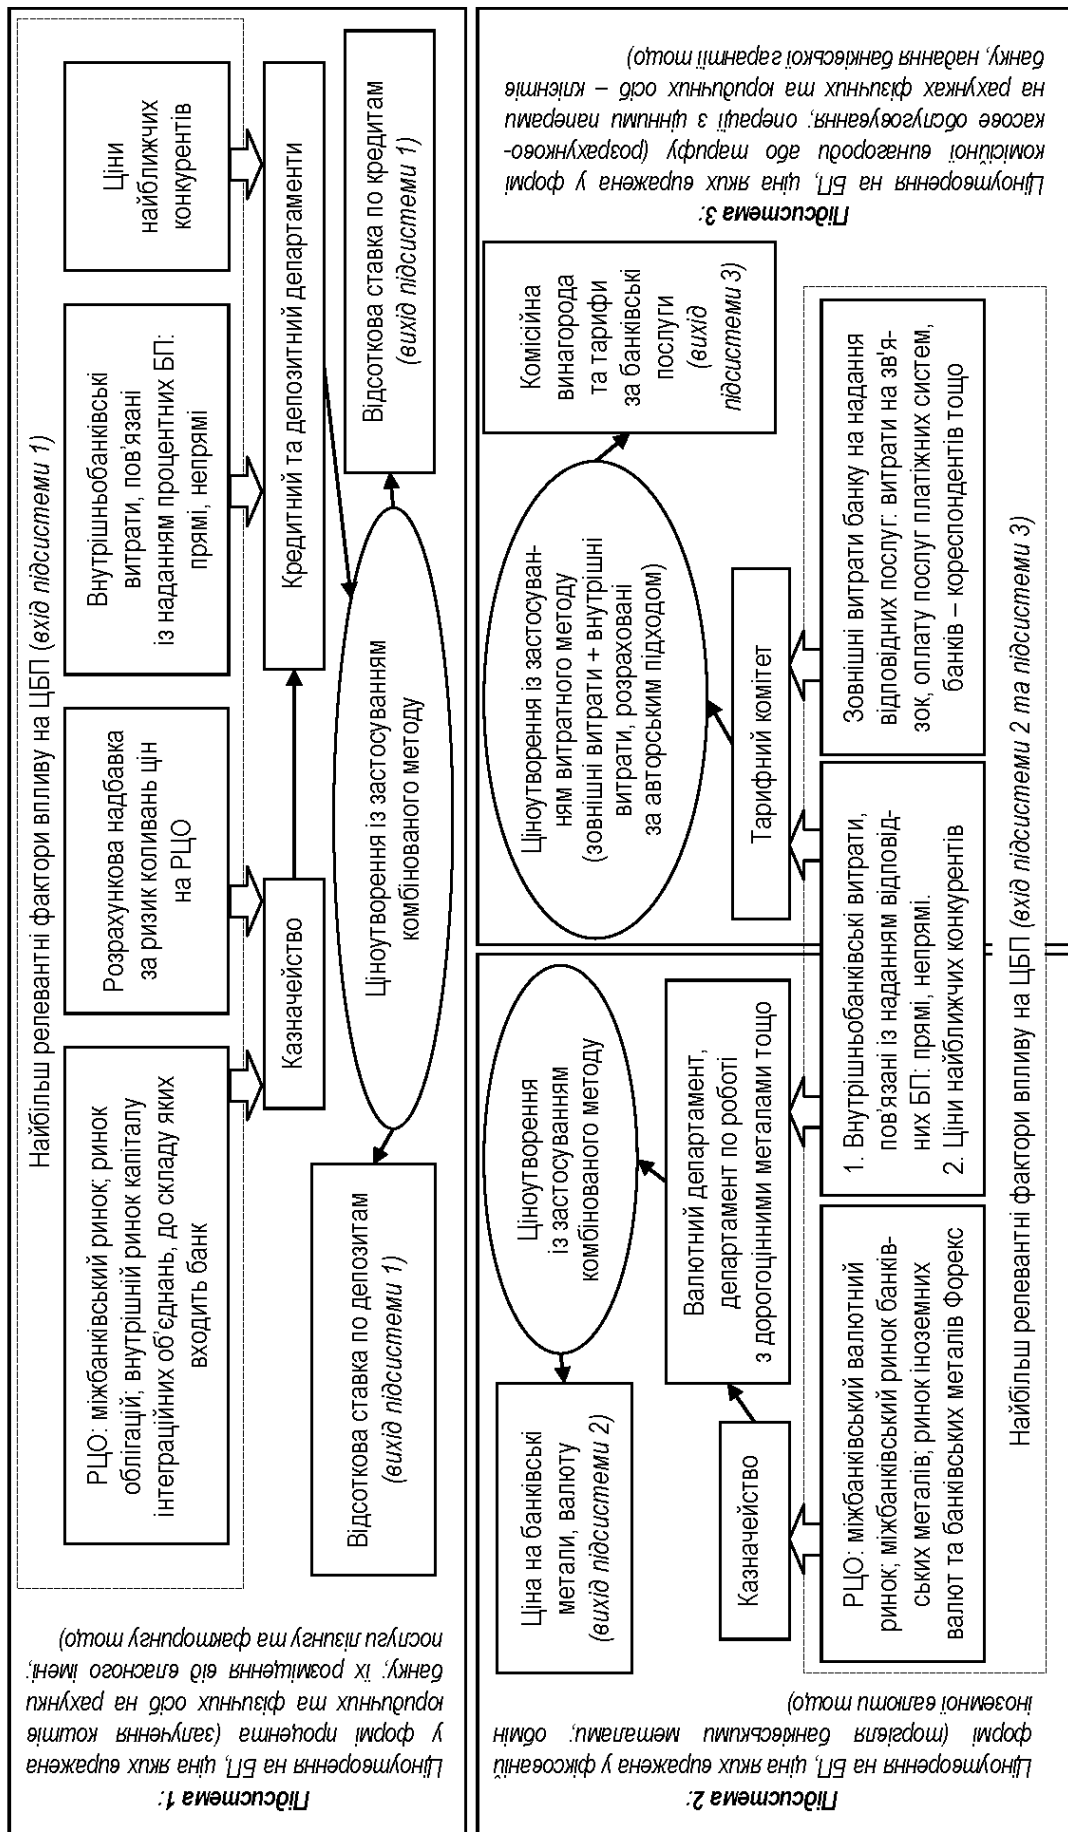 Підсистема 1:
Ціноутворення на БП, ціна яких виражена
у формі процента (залучення коштів
юридичних та фізичних осіб на рахунки
банку; їх розміщення від власного імені;
послуги лізингу та факторингу тощо)
Найбільш релевантні фактори впливу на ЦБП (вхід підсистеми 1)
РЦО: міжбанківський ринок; ринок
облігацій; внутрішній ринок капіталу
інтеграційних об’єднань, до складу яких
входить банк
Розрахункова надбавка
за ризик коливань цін
на РЦО
Внутрішньобанківські
витрати, пов’язані
із наданням процентних БП:
прямі, непрямі
Ціни
найближчих
конкурентів
Казначейство
Кредитний та депозитний департаменти
Ціноутворення із застосуванням
комбінованого методу
Відсоткова ставка по депозитам
(вихід підсистеми 1)
Відсоткова ставка по кредитам
(вихід підсистеми 1)
Підсистема 2:
Ціноутворення на БП, ціна яких виражена у фіксованій
формі (торгівля банківськими металами; обмін
іноземної валюти тощо)
Ціна на банківські
метали, валюту
(вихід підсистеми 2)
Ціноутворення
із застосуванням
комбінованого методу
Казначейство
Валютний департамент,
департамент по роботі
з дорогоцінними металами тощо
Підсистема 3:
Ціноутворення на БП, ціна яких виражена у формі
комісійної винагороди або тарифу (розрахунково-
касове обслуговування; операції з цінними паперами
на рахунках фізичних та юридичних осіб – клієнтів
банку, надання банківської гарантії тощо)
Ціноутворення із застосуван-
ням витратного методу
(зовнішні витрати + внутрішні
витрати, розраховані
за авторським підходом)
Комісійна
винагорода
та тарифи
за банківські
послуги
(вихід
підсистеми 3)
Тарифний комітет
РЦО: міжбанківський валютний
ринок; міжбанківський ринок банків-
ських металів; ринок іноземних
валют та банківських металів Форекс
1. Внутрішньобанківські витрати,
пов’язані із наданням відповід-
них БП: прямі, непрямі.
2. Ціни найближчих конкурентів
Зовнішні витрати банку на надання
відповідних послуг: витрати на зв'я-
зок, оплату послуг платіжних систем,
банків – кореспондентів тощо
Найбільш релевантні фактори впливу на ЦБП (вхід підсистеми 2 та підсистеми 3)